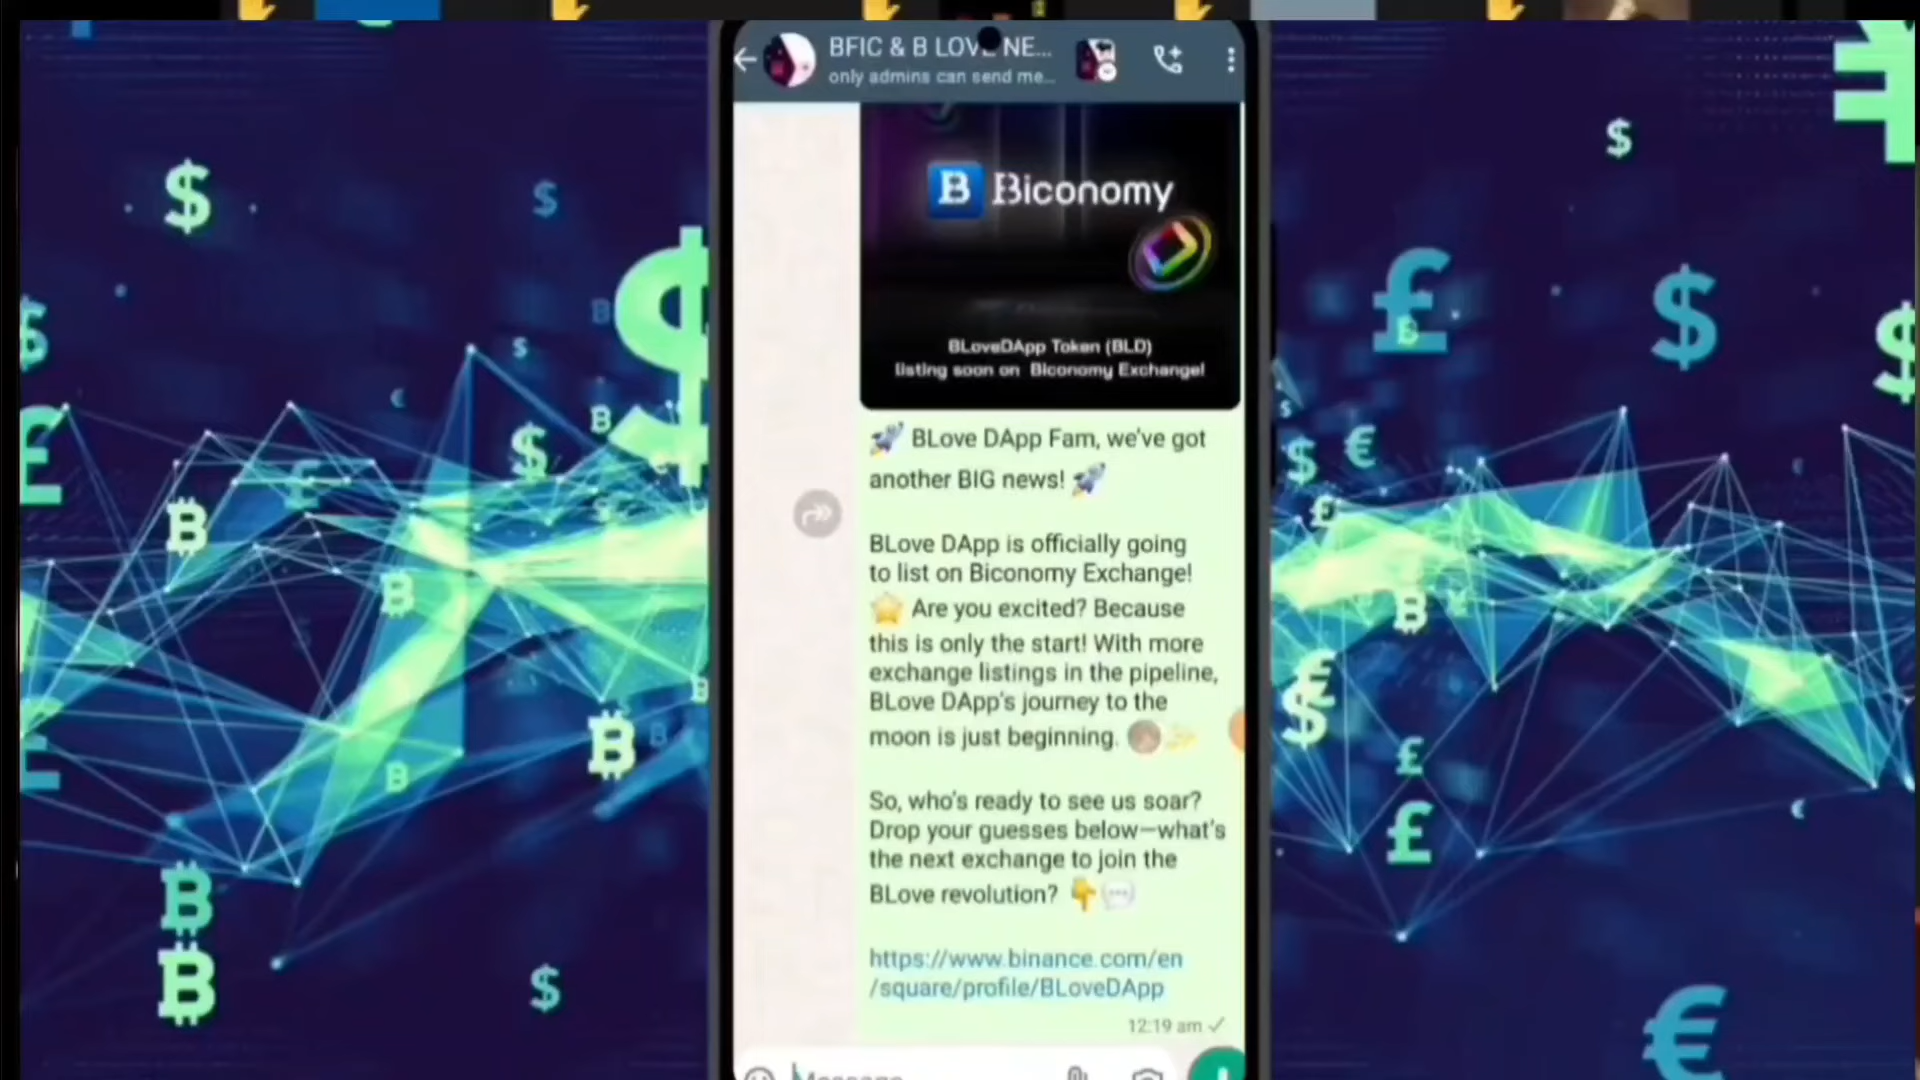 BFIC & B LOVE NE...
only admins can send me...
B Biconomy
BLoveDApp Token (BLD)
listing soon on Biconomy Exchange!
🚀 BLove DApp Fam, we've got
another BIG news! 🚀
BLove DApp is officially going
to list on Biconomy Exchange!
🌟 Are you excited? Because
this is only the start! With more
exchange listings in the pipeline,
BLove DApp's journey to the
moon is just beginning. 🌕✨
So, who's ready to see us soar?
Drop your guesses below—what's
the next exchange to join the
BLove revolution? 👇💬
https://www.binance.com/en
/square/profile/BLoveDApp
12:19 am
Message